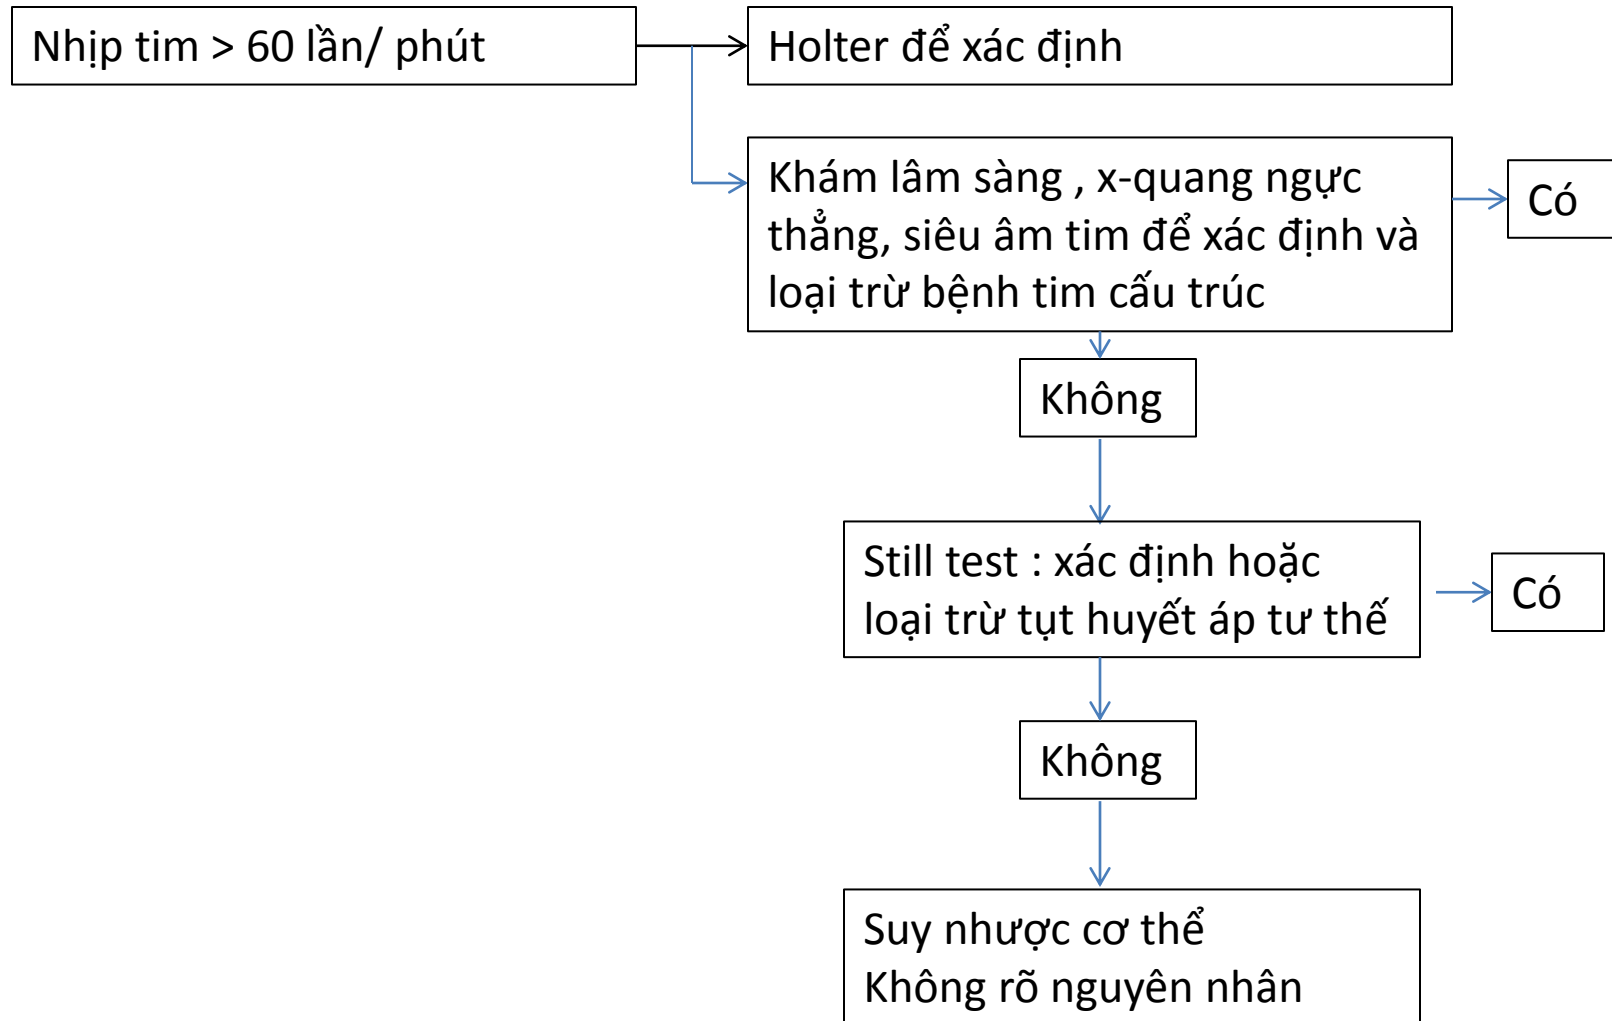 Nhịp tim > 60 lần/ phút
Holter để xác định
Khám lâm sàng , x-quang ngực
thẳng, siêu âm tim để xác định và
loại trừ bệnh tim cấu trúc
Có
Không
Still test : xác định hoặc
loại trừ tụt huyết áp tư thế
Có
Không
Suy nhược cơ thể
Không rõ nguyên nhân